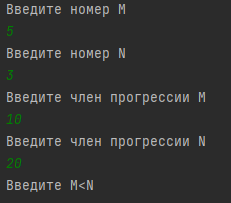 Введите номер M
5
Введите номер N
3
Введите член прогрессии M
10
Введите член прогрессии N
20
Введите M<N